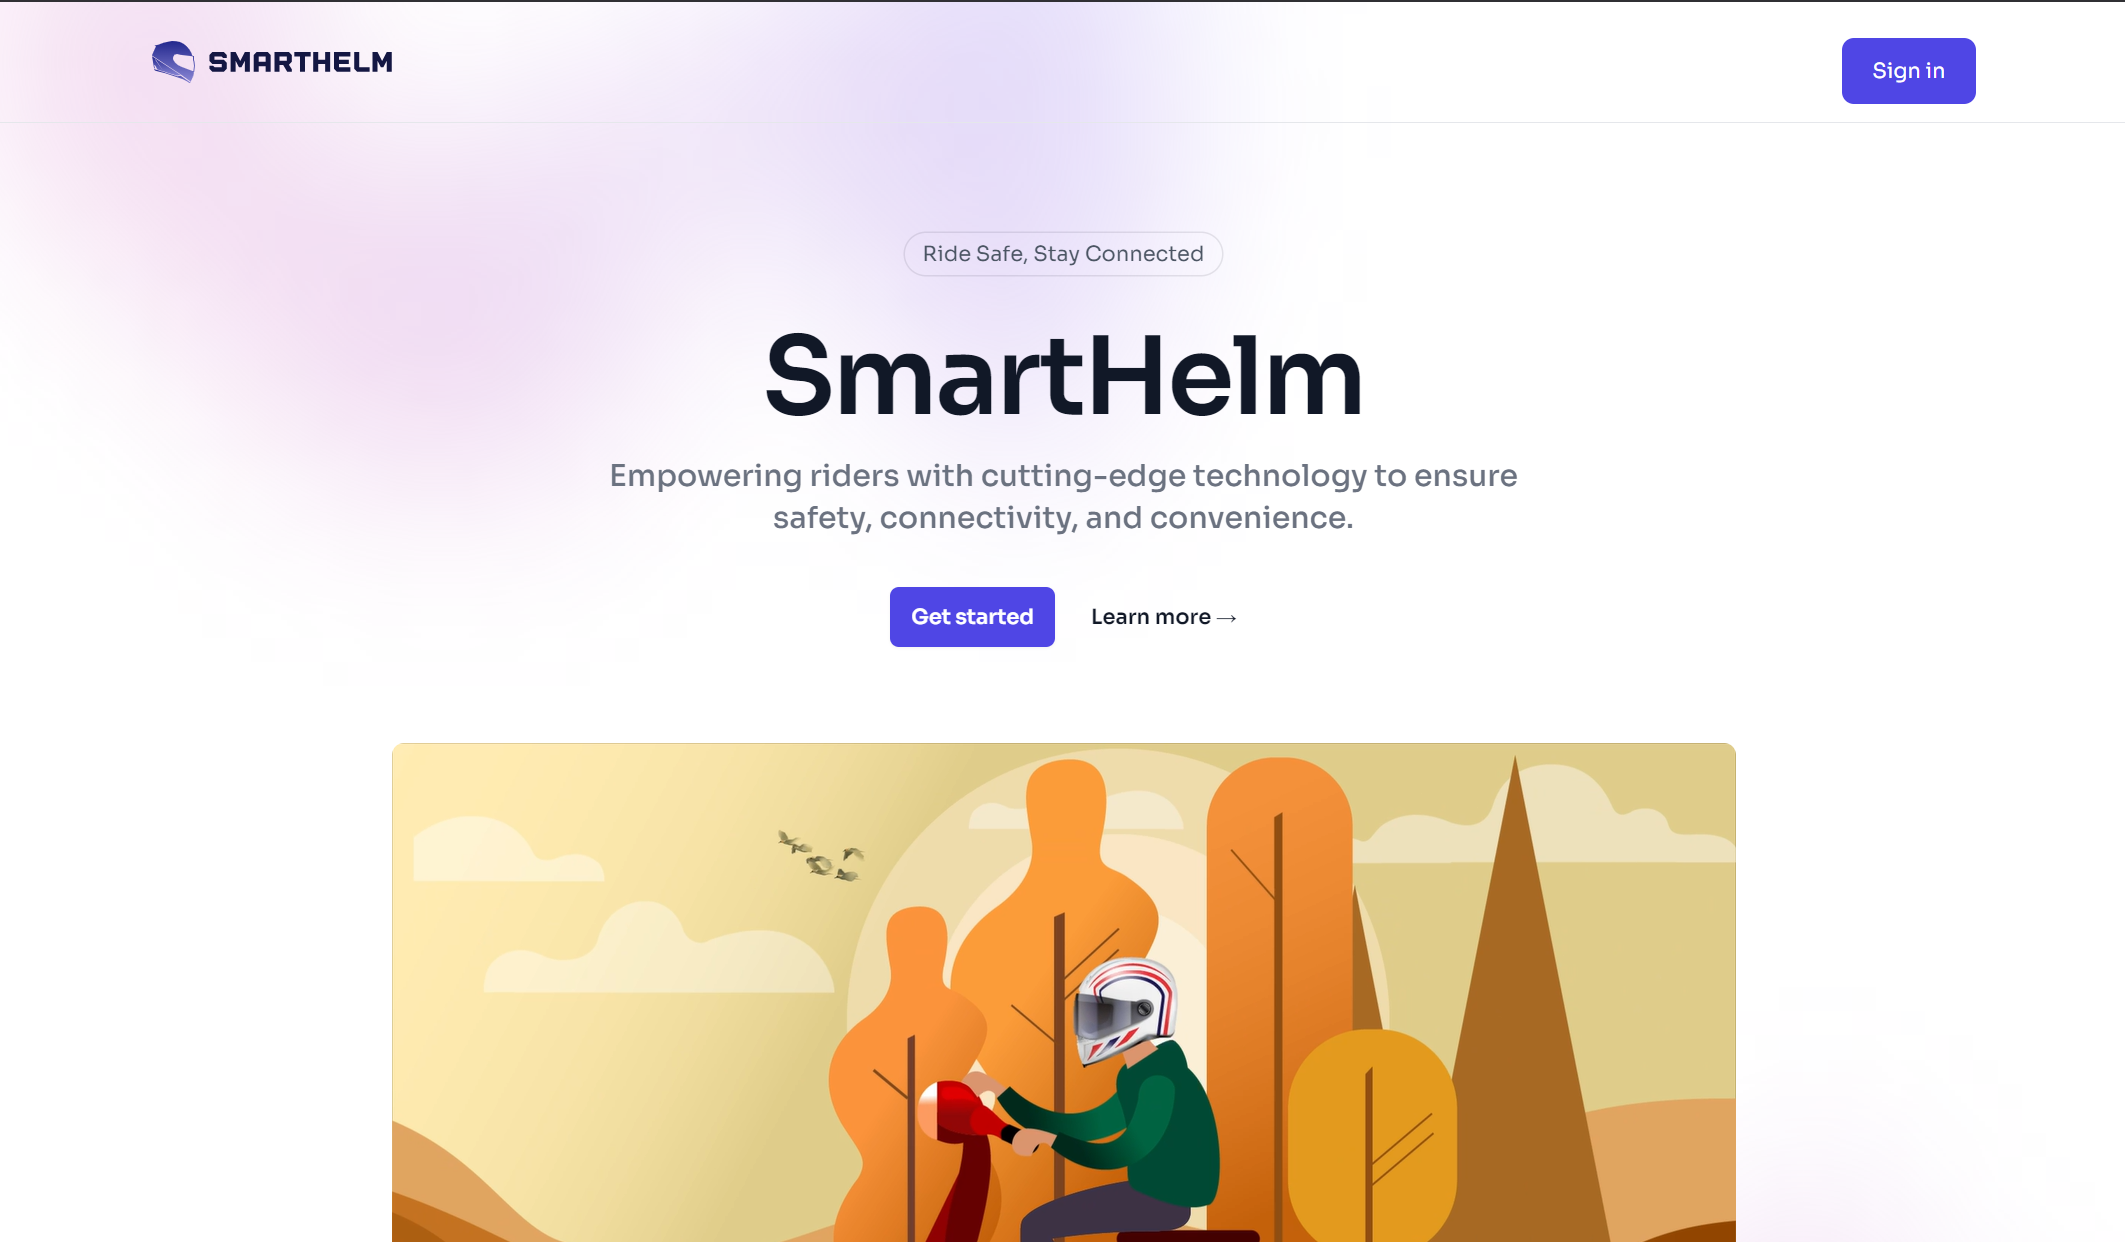 SMARTHELM
Sign in
Ride Safe, Stay Connected
SmartHelm
Empowering riders with cutting-edge technology to ensure
safety, connectivity, and convenience.
Get started
Learn more →